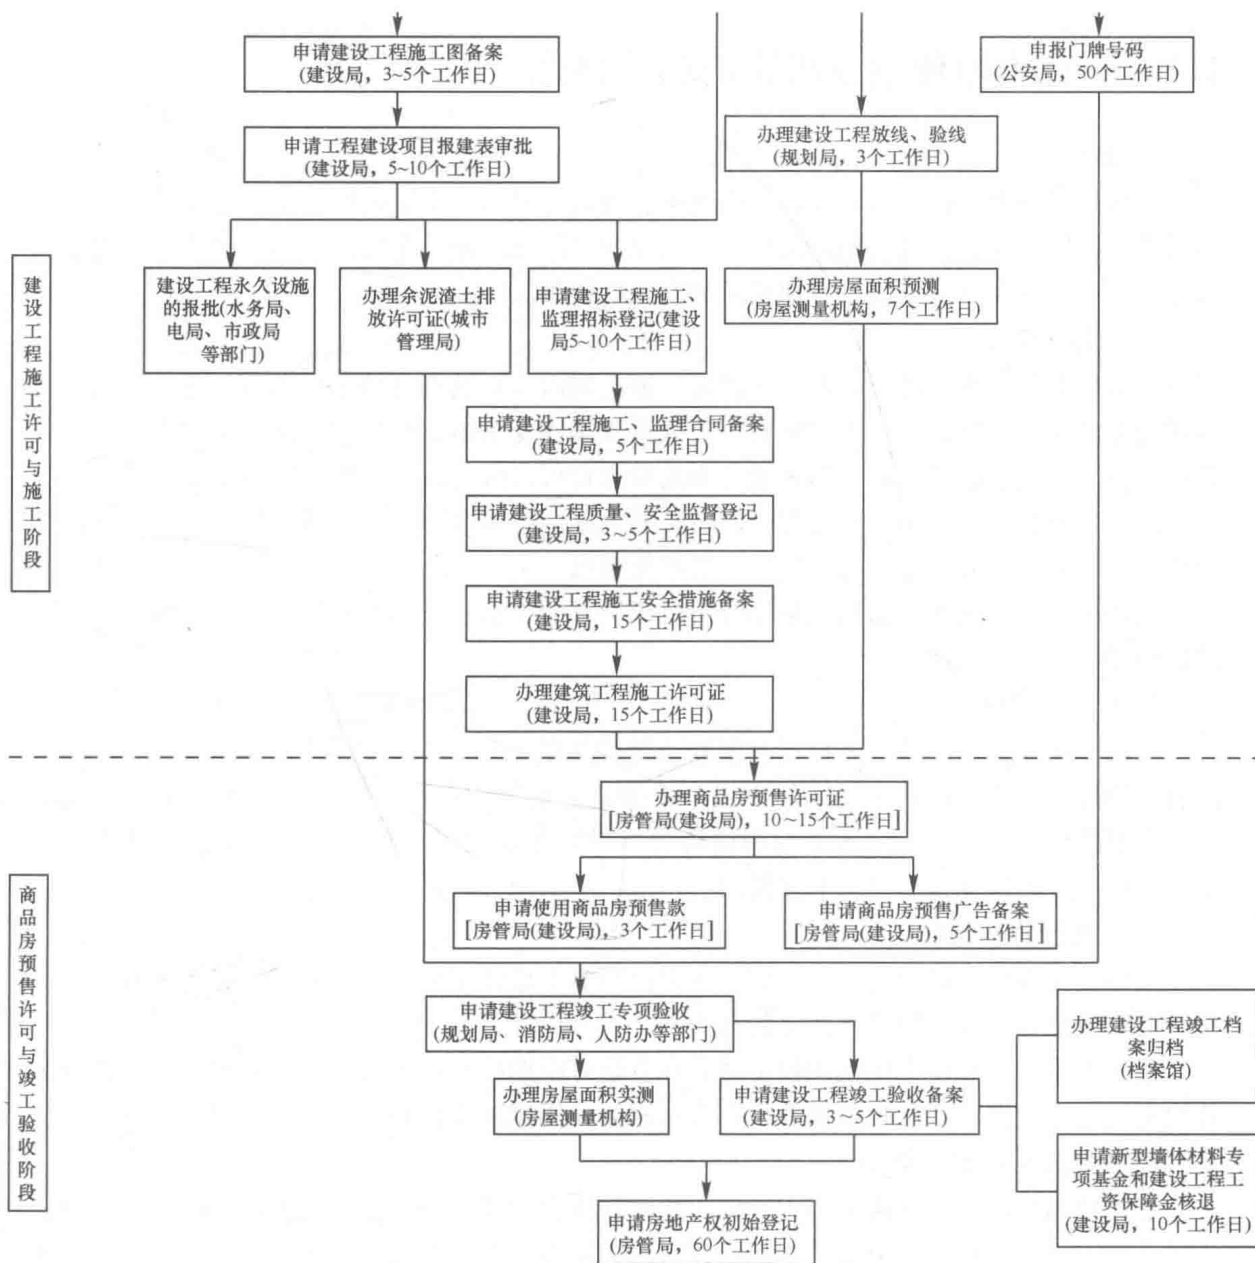 申请建设工程施工图备案
(建设局，3~5个工作日)
申报门牌号码
(公安局，50个工作日)
申请工程建设项目报建表审批
(建设局，5~10个工作日)
办理建设工程放线、验线
(规划局，3个工作日)
建设工程施工许可与施工阶段
建设工程永久设施
的报批(水务局、
电局、市政局
等部门)
办理余泥渣土排
放许可证(城市
管理局)
申请建设工程施工、
监理招标登记(建设
局5~10个工作日)
办理房屋面积预测
(房屋测量机构，7个工作日)
申请建设工程施工、监理合同备案
(建设局，5个工作日)
申请建设工程质量、安全监督登记
(建设局，3~5个工作日)
申请建设工程施工安全措施备案
(建设局，15个工作日)
办理建筑工程施工许可证
(建设局，15个工作日)
商品房预售许可与竣工验收阶段
办理商品房预售许可证
[房管局(建设局)，10~15个工作日]
申请使用商品房预售款
[房管局(建设局)，3个工作日]
申请商品房预售广告备案
[房管局(建设局)，5个工作日]
申请建设工程竣工专项验收
(规划局、消防局、人防办等部门)
办理建设工程竣工档
案归档
(档案馆)
办理房屋面积实测
(房屋测量机构)
申请建设工程竣工验收备案
(建设局，3~5个工作日)
申请新型墙体材料专
项基金和建设工程工
资保障金核退
(建设局，10个工作日)
申请房地产权初始登记
(房管局，60个工作日)